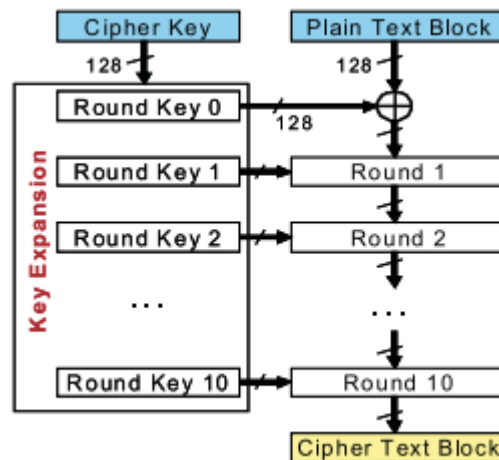 Cipher Key
Plain Text Block
128
128
Round Key 0
128
Round Key 1
Round 1
Round Key 2
Round 2
Key Expansion
...
...
Round Key 10
Round 10
Cipher Text Block